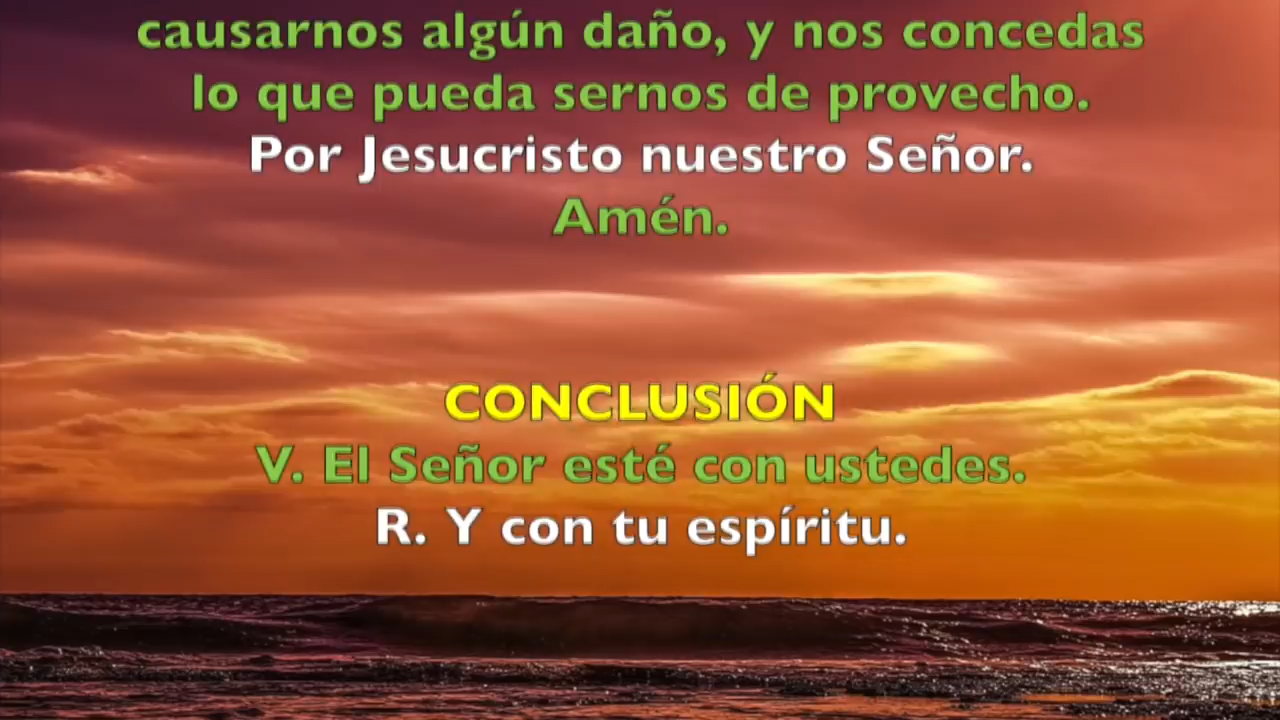 causarnos algún daño, y nos concedas
lo que pueda sernos de provecho.
Por Jesucristo nuestro Señor.
Amén.
CONCLUSIÓN
V. El Señor esté con ustedes.
R. Y con tu espíritu.